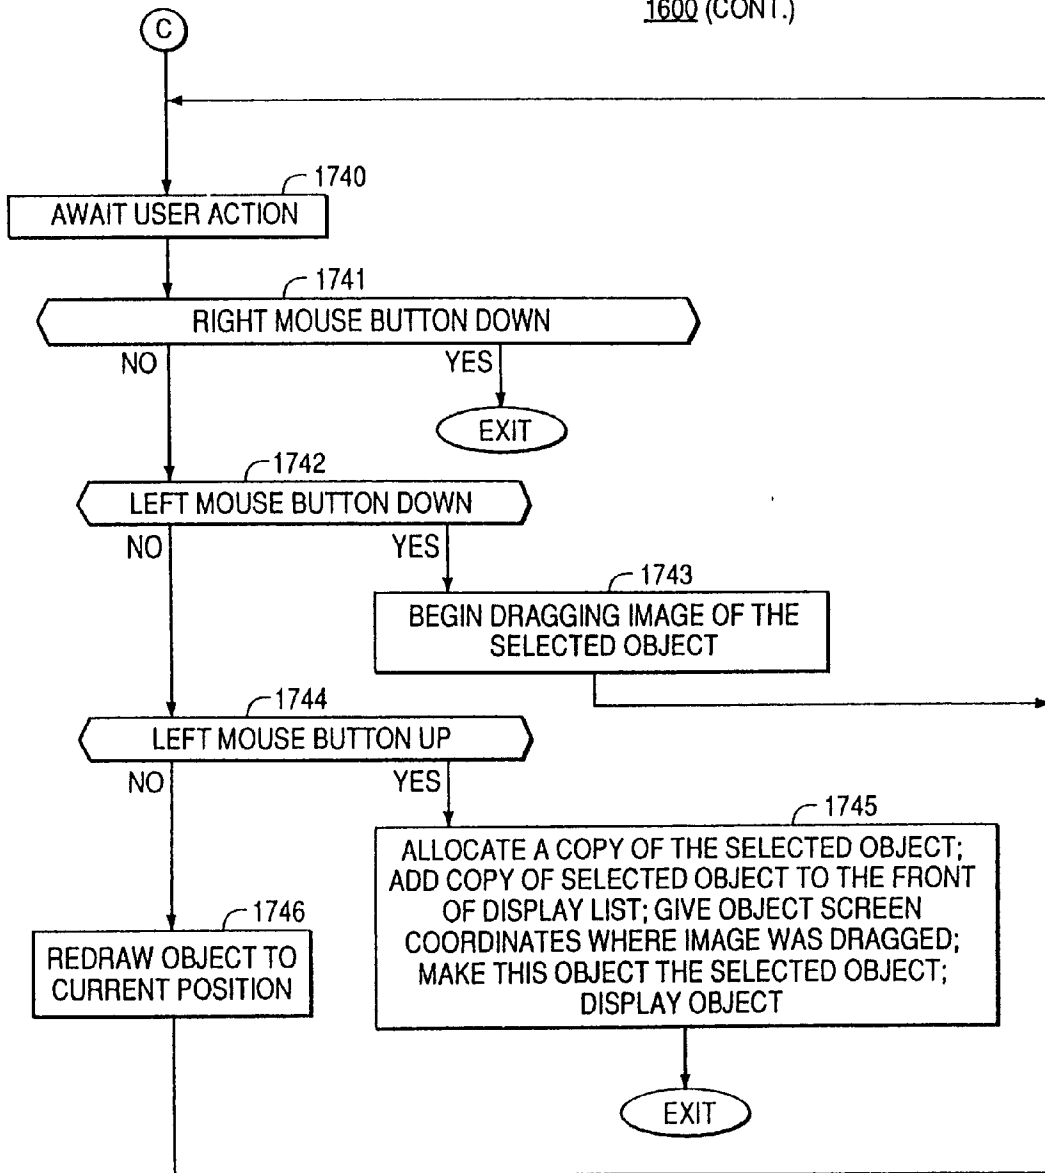 1600 (CONT.)
C
1740
AWAIT USER ACTION
1741
RIGHT MOUSE BUTTON DOWN
NO
YES
EXIT
1742
LEFT MOUSE BUTTON DOWN
NO
YES
1743
BEGIN DRAGGING IMAGE OF THE
SELECTED OBJECT
1744
LEFT MOUSE BUTTON UP
NO
YES
1745
ALLOCATE A COPY OF THE SELECTED OBJECT;
ADD COPY OF SELECTED OBJECT TO THE FRONT
OF DISPLAY LIST; GIVE OBJECT SCREEN
COORDINATES WHERE IMAGE WAS DRAGGED;
MAKE THIS OBJECT THE SELECTED OBJECT;
DISPLAY OBJECT
1746
REDRAW OBJECT TO
CURRENT POSITION
EXIT